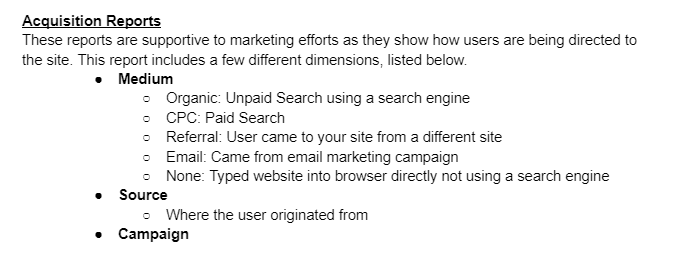 Acquisition Reports
These reports are supportive to marketing efforts as they show how users are being directed to
the site. This report includes a few different dimensions, listed below.
● Medium
○ Organic: Unpaid Search using a search engine
○ CPC: Paid Search
○ Referral: User came to your site from a different site
○ Email: Came from email marketing campaign
○ None: Typed website into browser directly not using a search engine
● Source
○ Where the user originated from
● Campaign